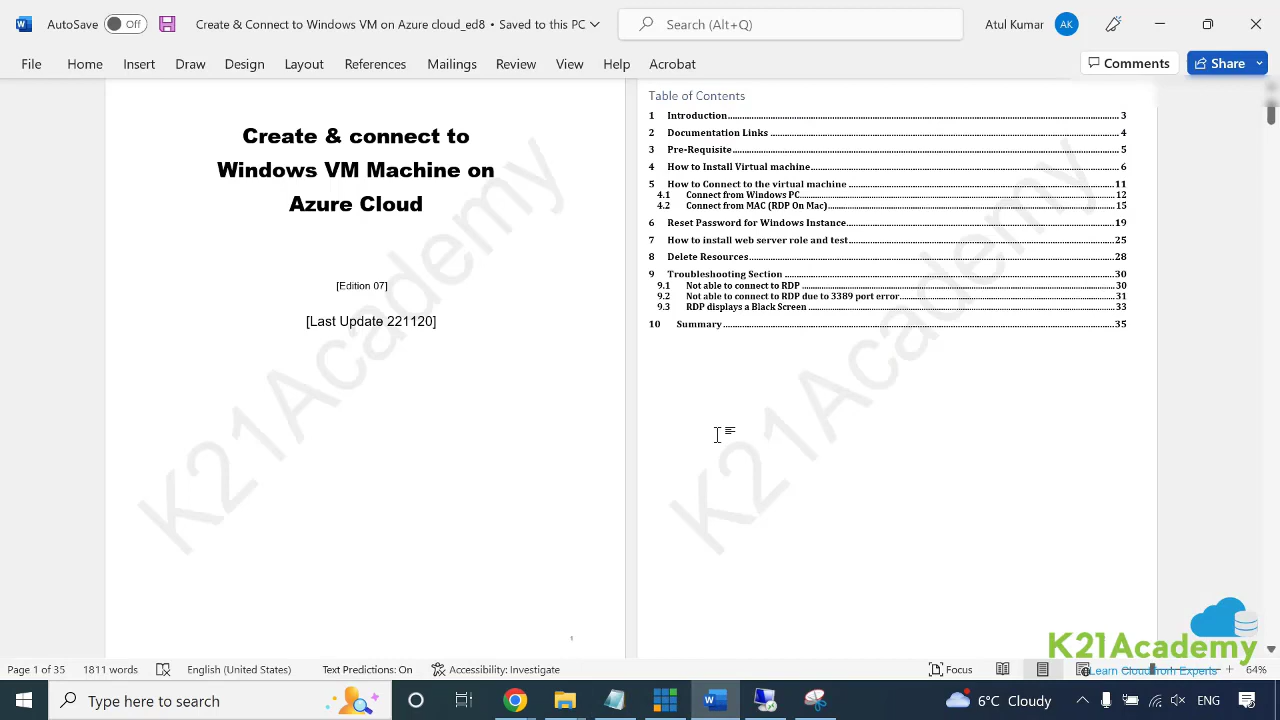 AutoSave Off Create & Connect to Windows VM on Azure cloud_ed8 • Saved to this PC Search (Alt+Q) Atul Kumar AK
File Home Insert Draw Design Layout References Mailings Review View Help Acrobat Comments Share
Create & connect to
Windows VM Machine on
Azure Cloud
[Edition 07]
[Last Update 221120]
1
K21Academy
Table of Contents
1 Introduction 3
2 Documentation Links 4
3 Pre-Requisite 5
4 How to Install Virtual machine 6
5 How to Connect to the virtual machine 11
4.1 Connect from Windows PC 12
4.2 Connect from MAC (RDP On Mac) 15
6 Reset Password for Windows Instance 19
7 How to install web server role and test 25
8 Delete Resources 28
9 Troubleshooting Section 30
9.1 Not able to connect to RDP 30
9.2 Not able to connect to RDP due to 3389 port error 31
9.3 RDP displays a Black Screen 33
10 Summary 35
K21Academy
K21Academy
Learn Cloud from Experts
Page 1 of 35 1811 words English (United States) Text Predictions: On Accessibility: Investigate Focus 64%
Type here to search 6°C Cloudy ENG